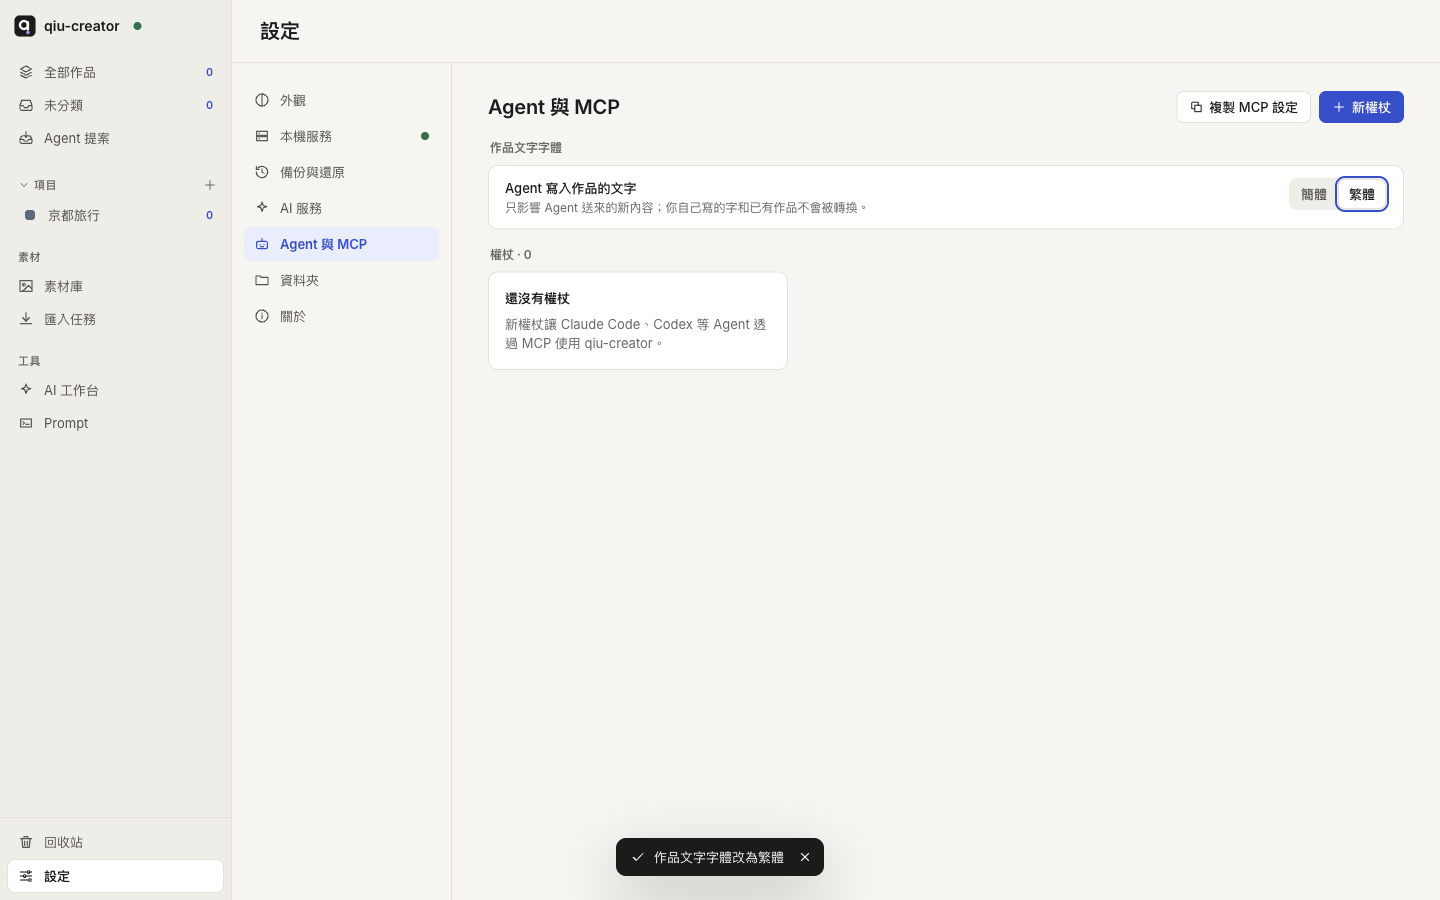 qiu-creator
全部作品 0
未分類 0
Agent 提案
項目
京都旅行 0
素材
素材庫
匯入任務
工具
AI 工作台
Prompt
回收站
設定
設定
外觀
本機服務
備份與還原
AI 服務
Agent 與 MCP
資料夾
關於
Agent 與 MCP
複製 MCP 設定
新權杖
作品文字字體
Agent 寫入作品的文字
只影響 Agent 送來的新內容；你自己寫的字和已有作品不會被轉換。
簡體 繁體
權杖 · 0
還沒有權杖
新權杖讓 Claude Code、Codex 等 Agent 透
過 MCP 使用 qiu-creator。
作品文字字體改為繁體